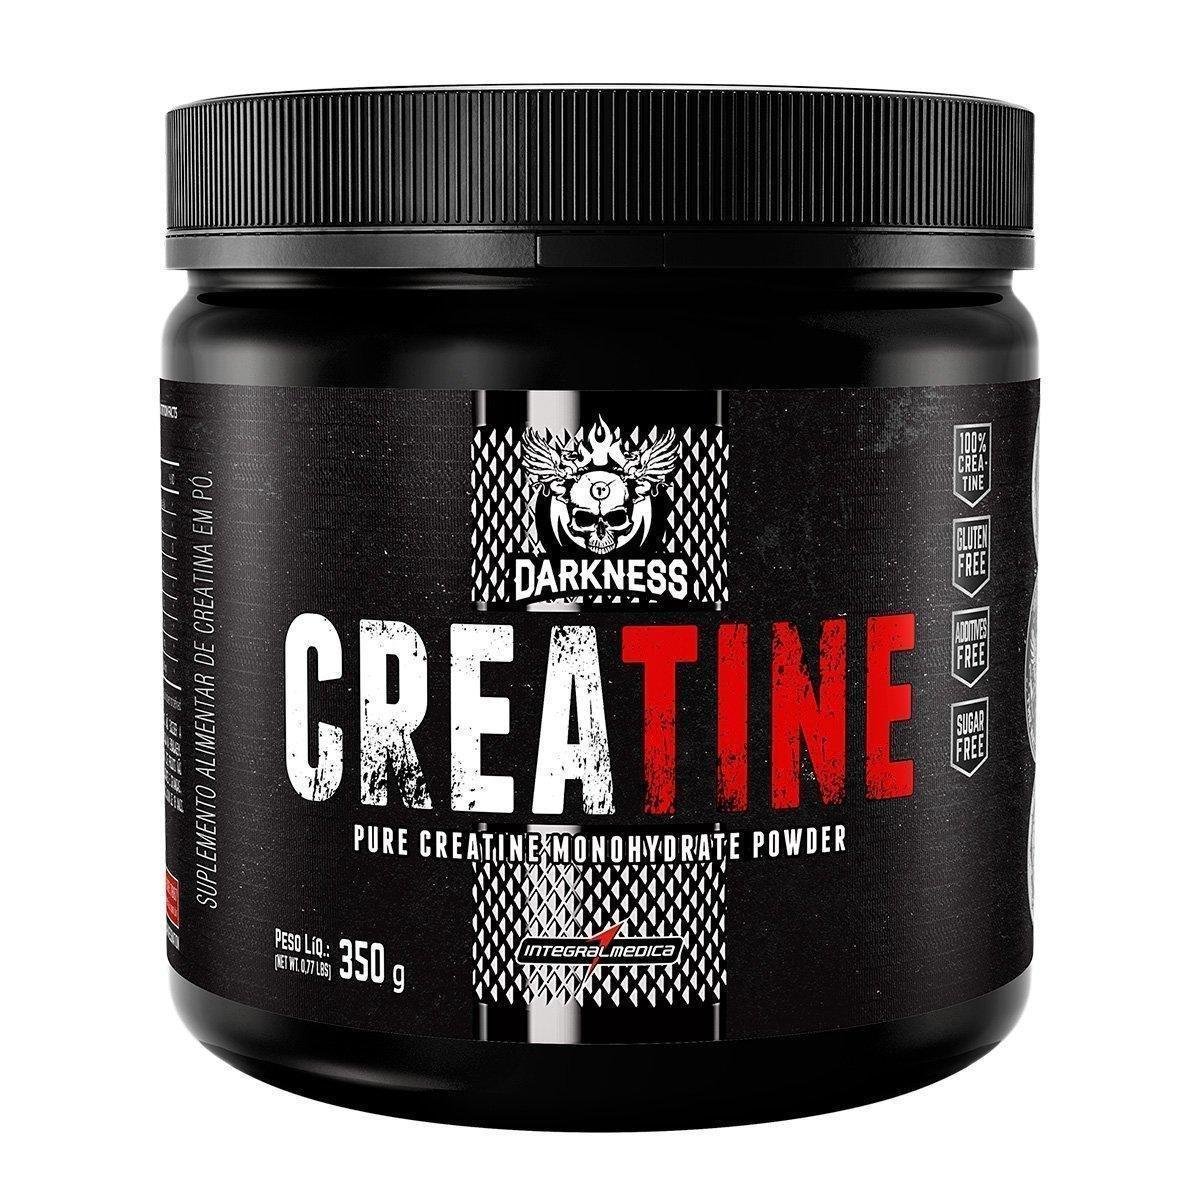 DARKNESS
CREATINE
PURE CREATINE MONOHYDRATE POWDER
INTEGRALMEDICA
PESO LÍQ.: 350 g
(NET WT. 0,77 LBS)
SUPLEMENTO ALIMENTAR DE CREATINA EM PÓ.
100%
CREA-
TINE
GLUTEN
FREE
ADDITIVES
FREE
SUGAR
FREE